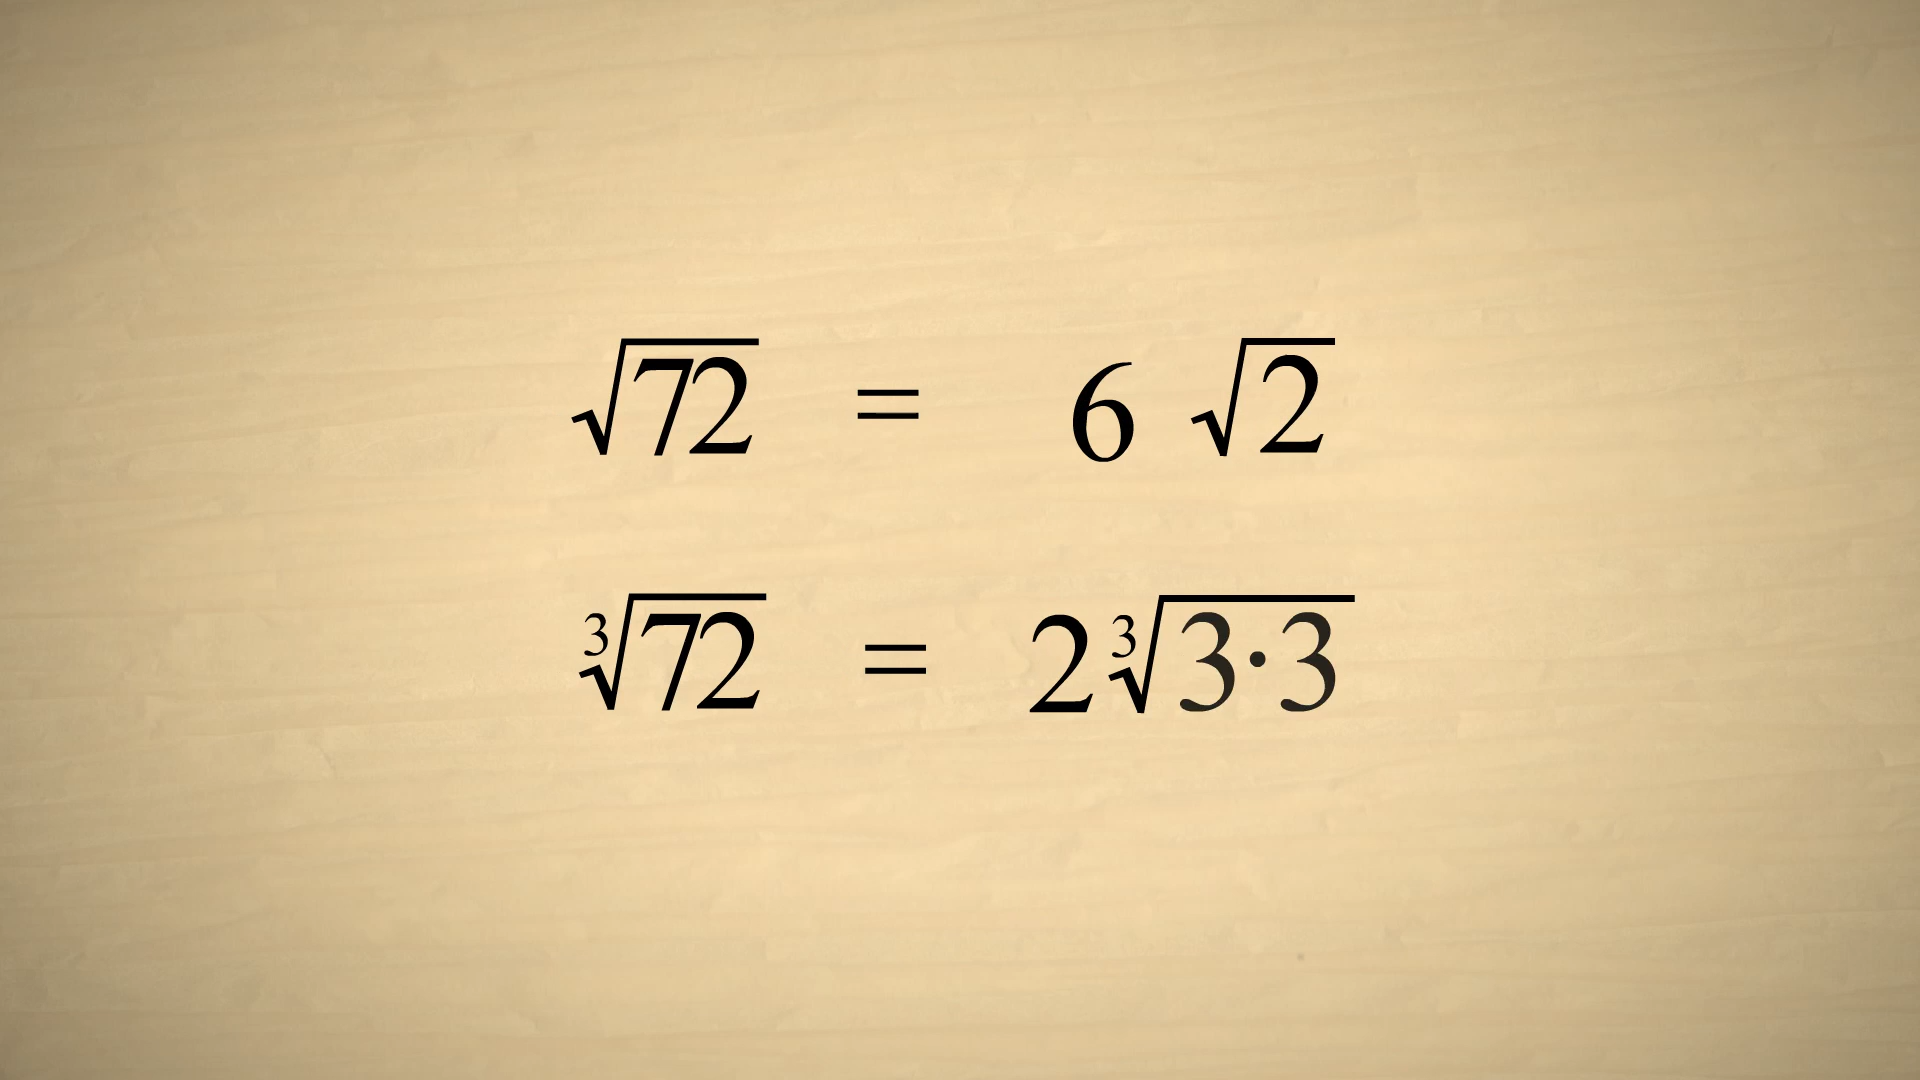 √72 = 6 √2
∛72 = 2 ∛3·3